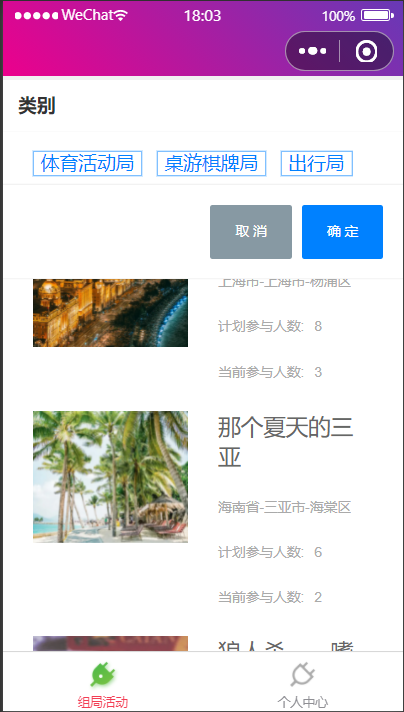 WeChat 18:03 100%
类别
体育活动局 桌游棋牌局 出行局
取消 确定
上海市-上海市-杨浦区
计划参与人数: 8
当前参与人数: 3
那个夏天的三
亚
海南省-三亚市-海棠区
计划参与人数: 6
当前参与人数: 2
狼人杀
组局活动 个人中心